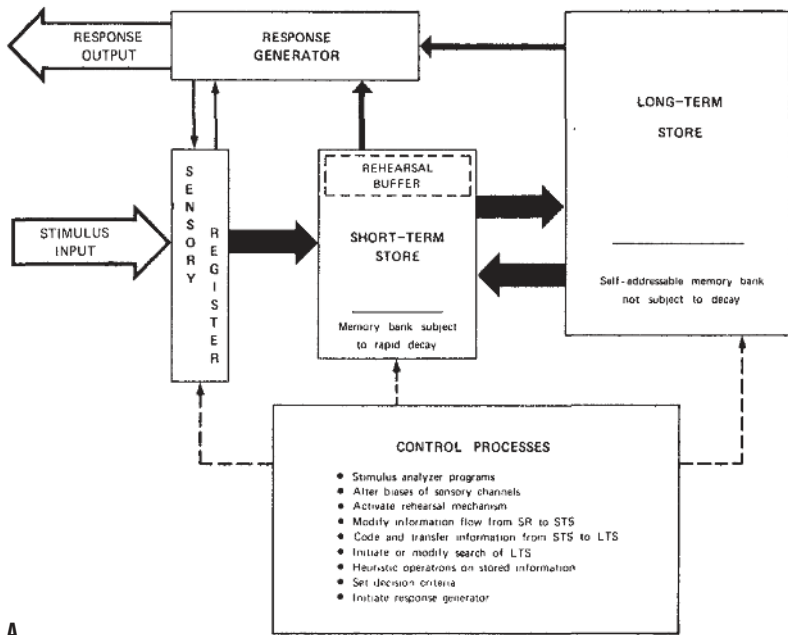 RESPONSE
OUTPUT
RESPONSE
GENERATOR
LONG-TERM
STORE
SENSORY
REGISTER
REHEARSAL
BUFFER
STIMULUS
INPUT
SHORT-TERM
STORE
Self-addressable memory bank
not subject to decay
Memory bank subject
to rapid decay
CONTROL PROCESSES
● Stimulus analyzer programs
● Alter biases of sensory channels
● Activate rehearsal mechanism
● Modify information flow from SR to STS
● Code and transfer information from STS to LTS
● Initiate or modify search of LTS
● Heuristic operations on stored information
● Set decision criteria
● Initiate response generator
A